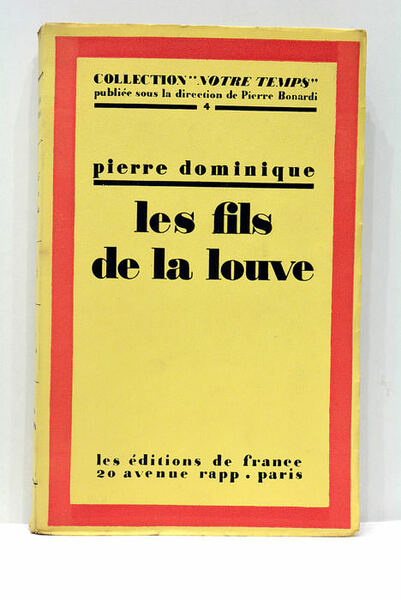 COLLECTION "NOTRE TEMPS"
publiée sous la direction de Pierre Bonardi
4
pierre dominique
les fils
de la louve
les éditions de france
20 avenue rapp . paris